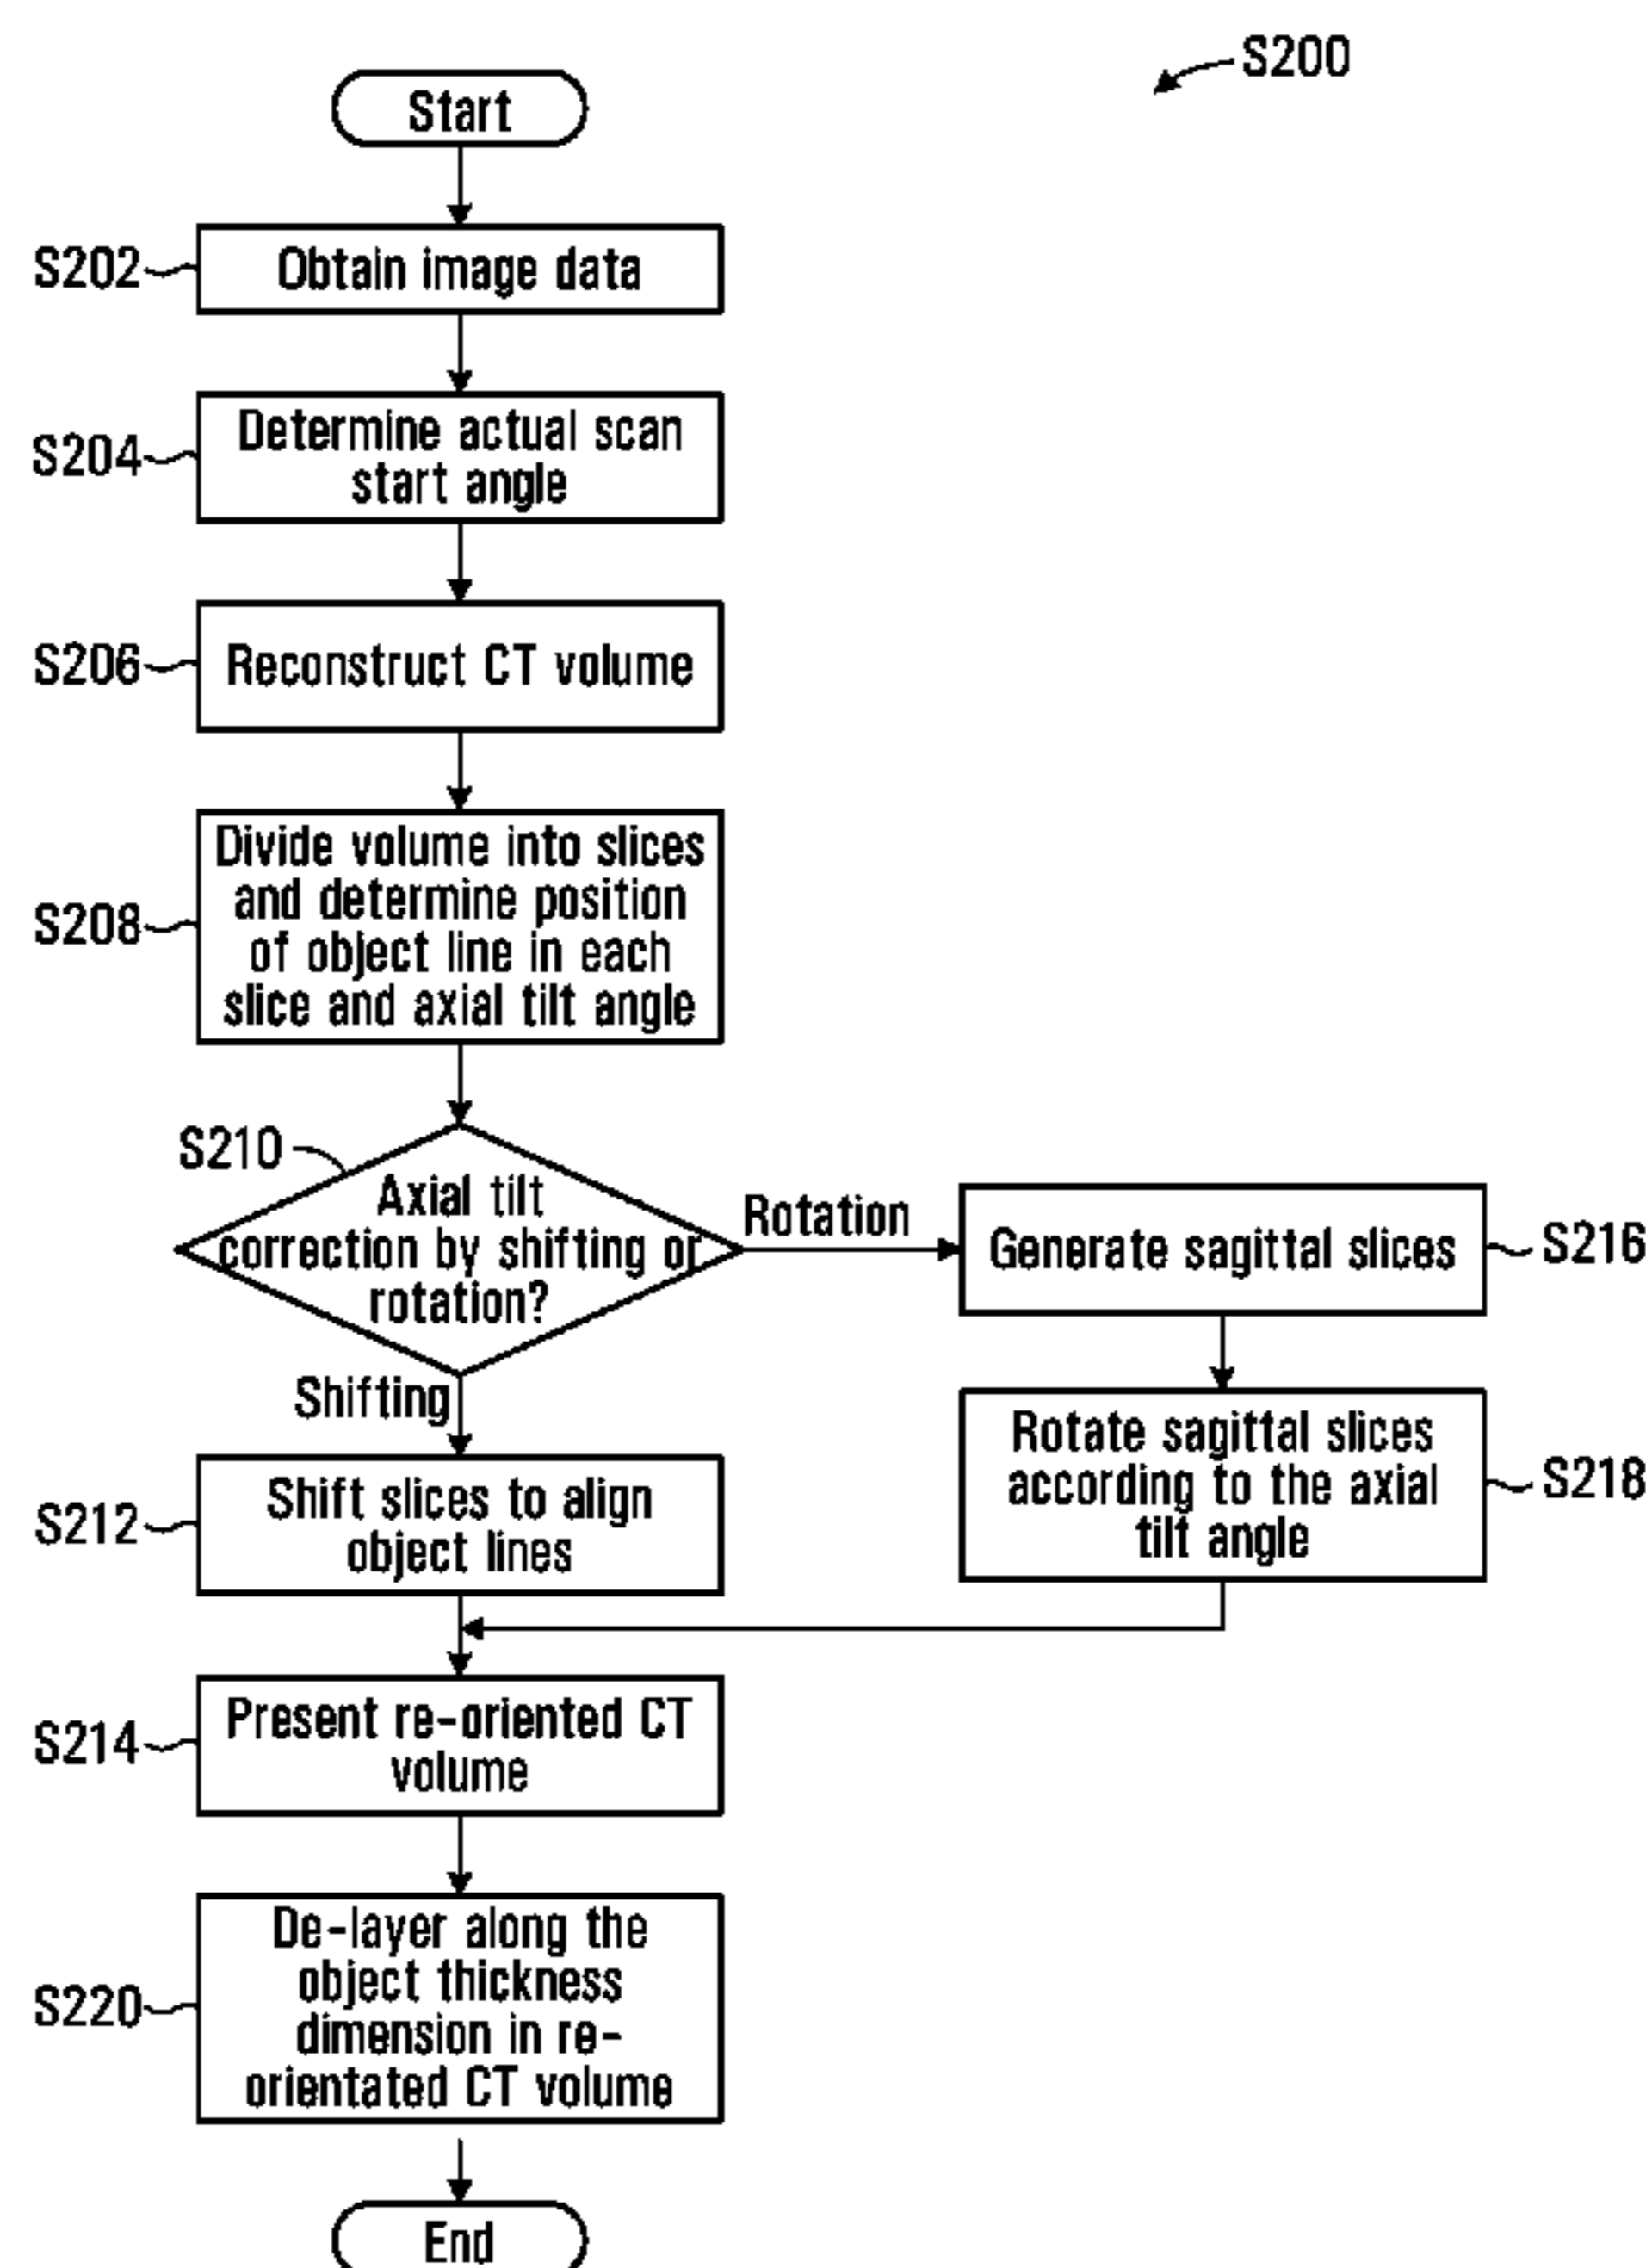 S200
Start
S202
Obtain image data
S204
Determine actual scan
start angle
S206
Reconstruct CT volume
S208
Divide volume into slices
and determine position
of object line in each
slice and axial tilt angle
S210
Axial tilt
correction by shifting or
rotation?
Rotation
Generate sagittal slices
S216
Shifting
Rotate sagittal slices
according to the axial
tilt angle
S218
S212
Shift slices to align
object lines
S214
Present re-oriented CT
volume
S220
De-layer along the
object thickness
dimension in re-
orientated CT volume
End